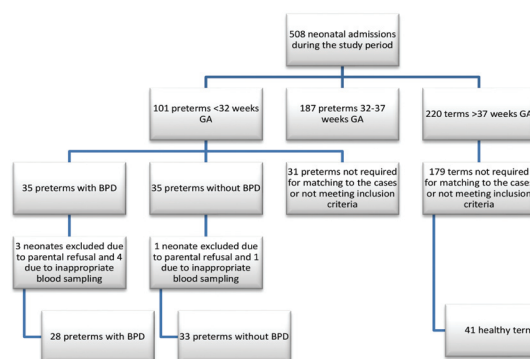 508 neonatal admissions
during the study period
101 preterms <32 weeks
GA
187 preterms 32-37
weeks GA
220 terms >37 weeks GA
35 preterms with BPD
35 preterms without BPD
31 preterms not required
for matching to the cases
or not meeting inclusion
criteria
179 terms not required
for matching to the cases
or not meeting inclusion
criteria
3 neonates excluded due
to parental refusal and 4
due to inappropriate
blood sampling
1 neonate excluded due
to parental refusal and 1
due to inappropriate
blood sampling
28 preterms with BPD
33 preterms without BPD
41 healthy term